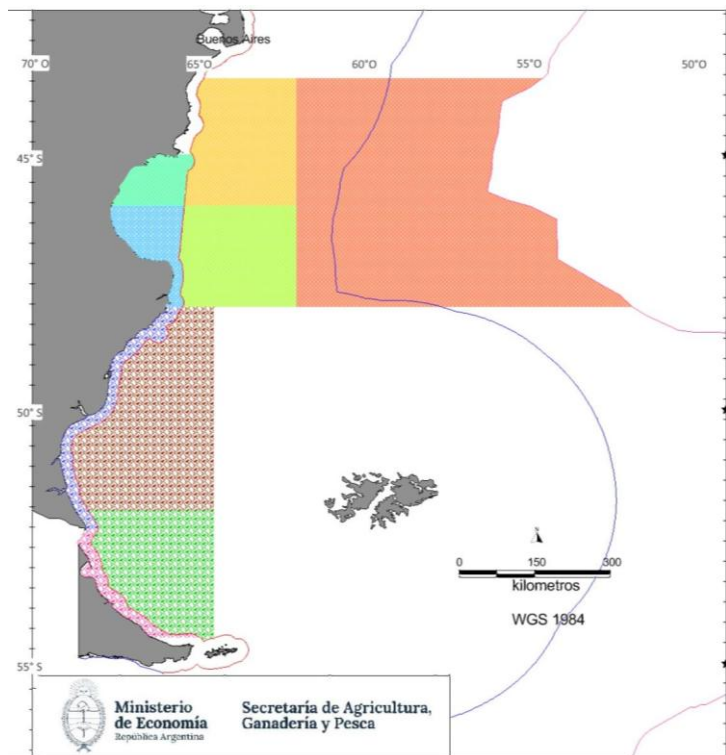 Buenos Aires
70° O
65°O
60°O
55°O
50°O
45° S
50° S
55° S
N
0 150 300
kilometros
WGS 1984
Ministerio
de Economía
República Argentina
Secretaría de Agricultura,
Ganadería y Pesca